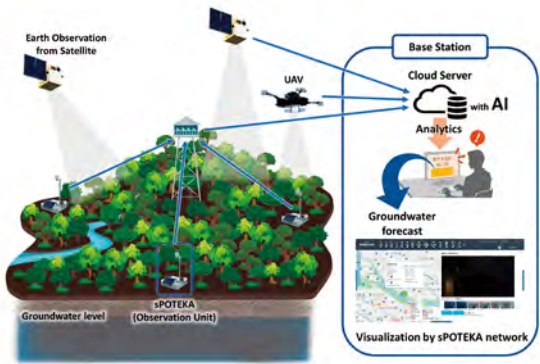 Earth Observation
from Satellite
UAV
Base Station
Cloud Server
with AI
Analytics
Groundwater
forecast
sPOTEKA
(Observation Unit)
Groundwater level
Visualization by sPOTEKA network